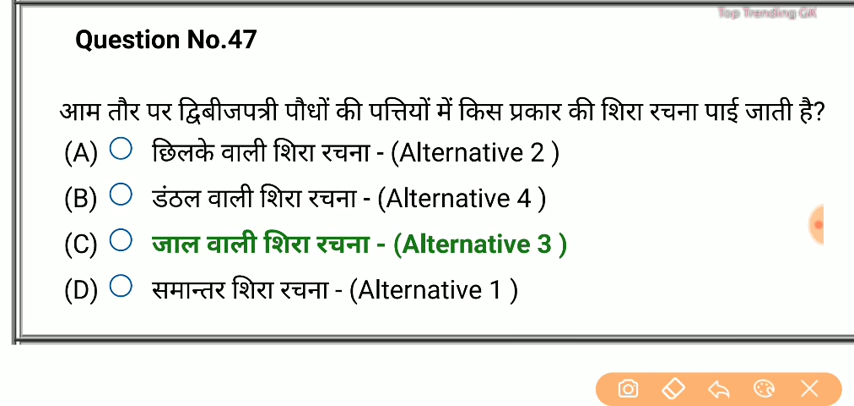 Top Trending GK
Question No.47
आम तौर पर द्विबीजपत्री पौधों की पत्तियों में किस प्रकार की शिरा रचना पाई जाती है?
(A) छिलके वाली शिरा रचना - (Alternative 2 )
(B) डंठल वाली शिरा रचना - (Alternative 4 )
(C) जाल वाली शिरा रचना - (Alternative 3 )
(D) समान्तर शिरा रचना - (Alternative 1 )